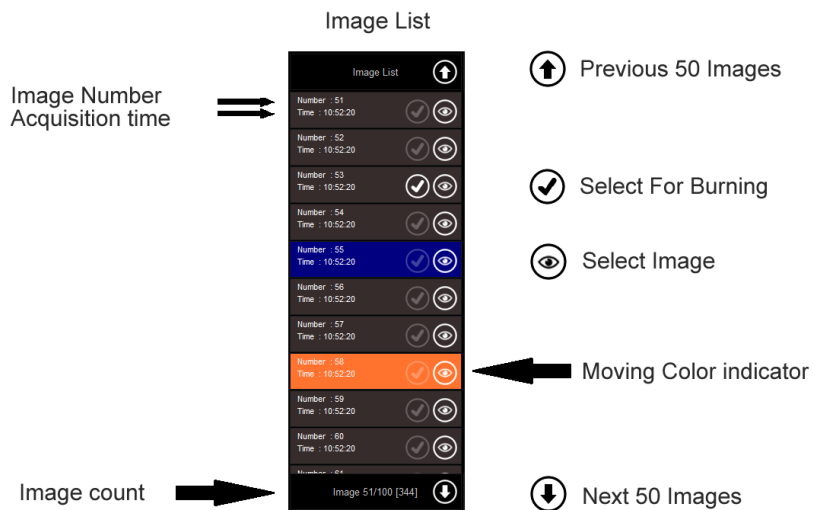 Image List
Image List
Previous 50 Images
Image Number
Acquisition time
Number : 51
Time : 10:52:20
Number : 52
Time : 10:52:20
Number : 53
Time : 10:52:20
Select For Burning
Number : 54
Time : 10:52:20
Number : 55
Time : 10:52:20
Select Image
Number : 56
Time : 10:52:20
Number : 57
Time : 10:52:20
Number : 58
Time : 10:52:20
Moving Color indicator
Number : 59
Time : 10:52:20
Number : 60
Time : 10:52:20
Number : 61
Image count
Image 51/100 [344]
Next 50 Images